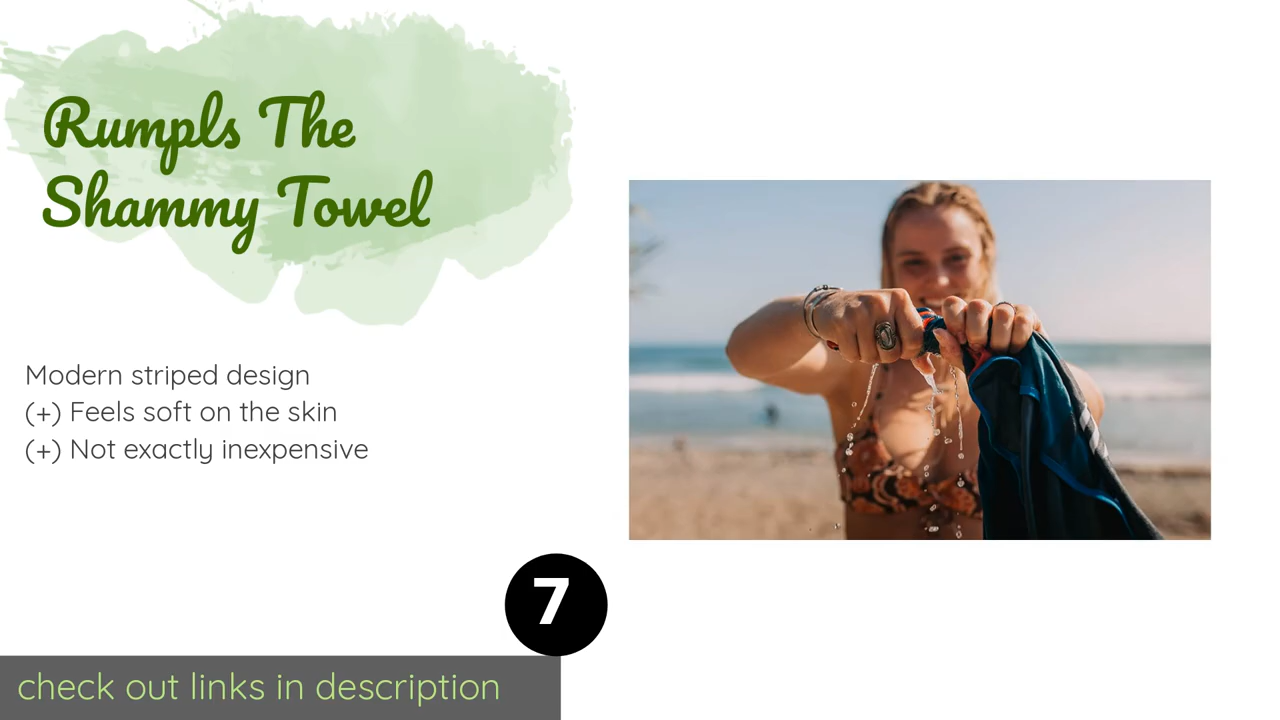 Rumpls The
Shammy Towel
Modern striped design
(+) Feels soft on the skin
(+) Not exactly inexpensive
7
check out links in description